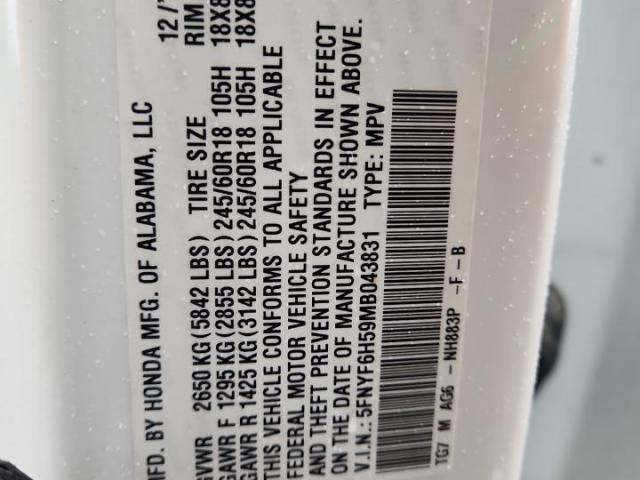 MFD. BY HONDA MFG. OF ALABAMA, LLC 12/
GVWR 2650 KG(5842 LBS) TIRE SIZE RIM
GAWR F 1295 KG(2855 LBS)245/60R18 105H 18X8
GAWR R 1425 KG(3142 LBS)245/60R18 105H 18X8
THIS VEHICLE CONFORMS TO ALL APPLICABLE
FEDERAL MOTOR VEHICLE SAFETY
AND THEFT PREVENTION STANDARDS IN EFFECT
ON THE DATE OF MANUFACTURE SHOWN ABOVE.
V.I.N.:5FNYF6H59MB043831 TYPE: MPV
TG7 M AG6 - NH883P -F -B